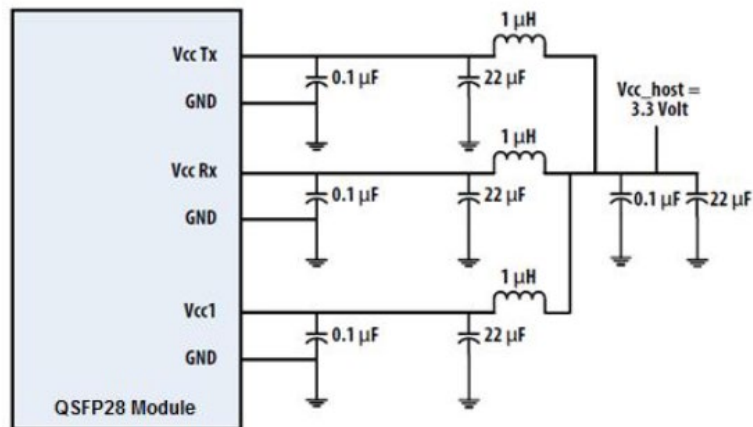 1 μH
Vcc Tx
0.1 μF
22 μF
GND
Vcc_host =
3.3 Volt
1 μH
Vcc Rx
0.1 μF
22 μF
0.1 μF
22 μF
GND
1 μH
Vcc1
0.1 μF
22 μF
GND
QSFP28 Module